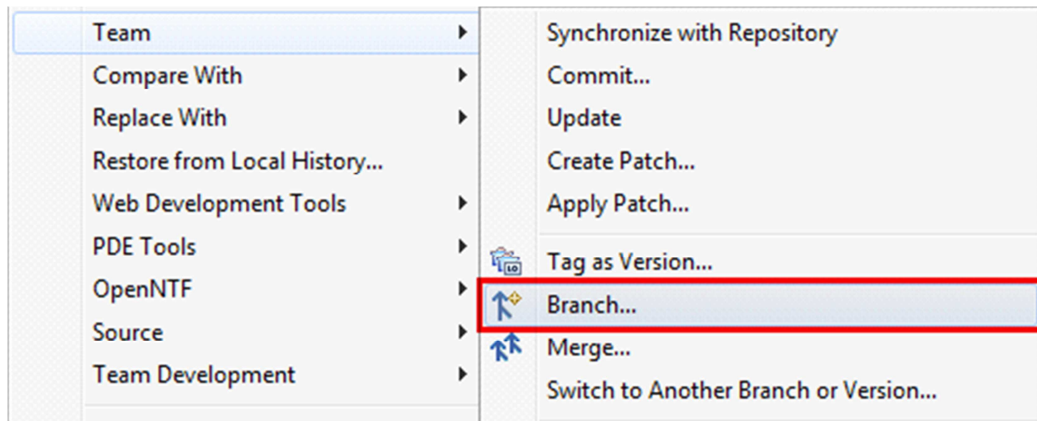 Team
Compare With
Replace With
Restore from Local History...
Web Development Tools
PDE Tools
OpenNTF
Source
Team Development
Synchronize with Repository
Commit...
Update
Create Patch...
Apply Patch...
Tag as Version...
Branch...
Merge...
Switch to Another Branch or Version...